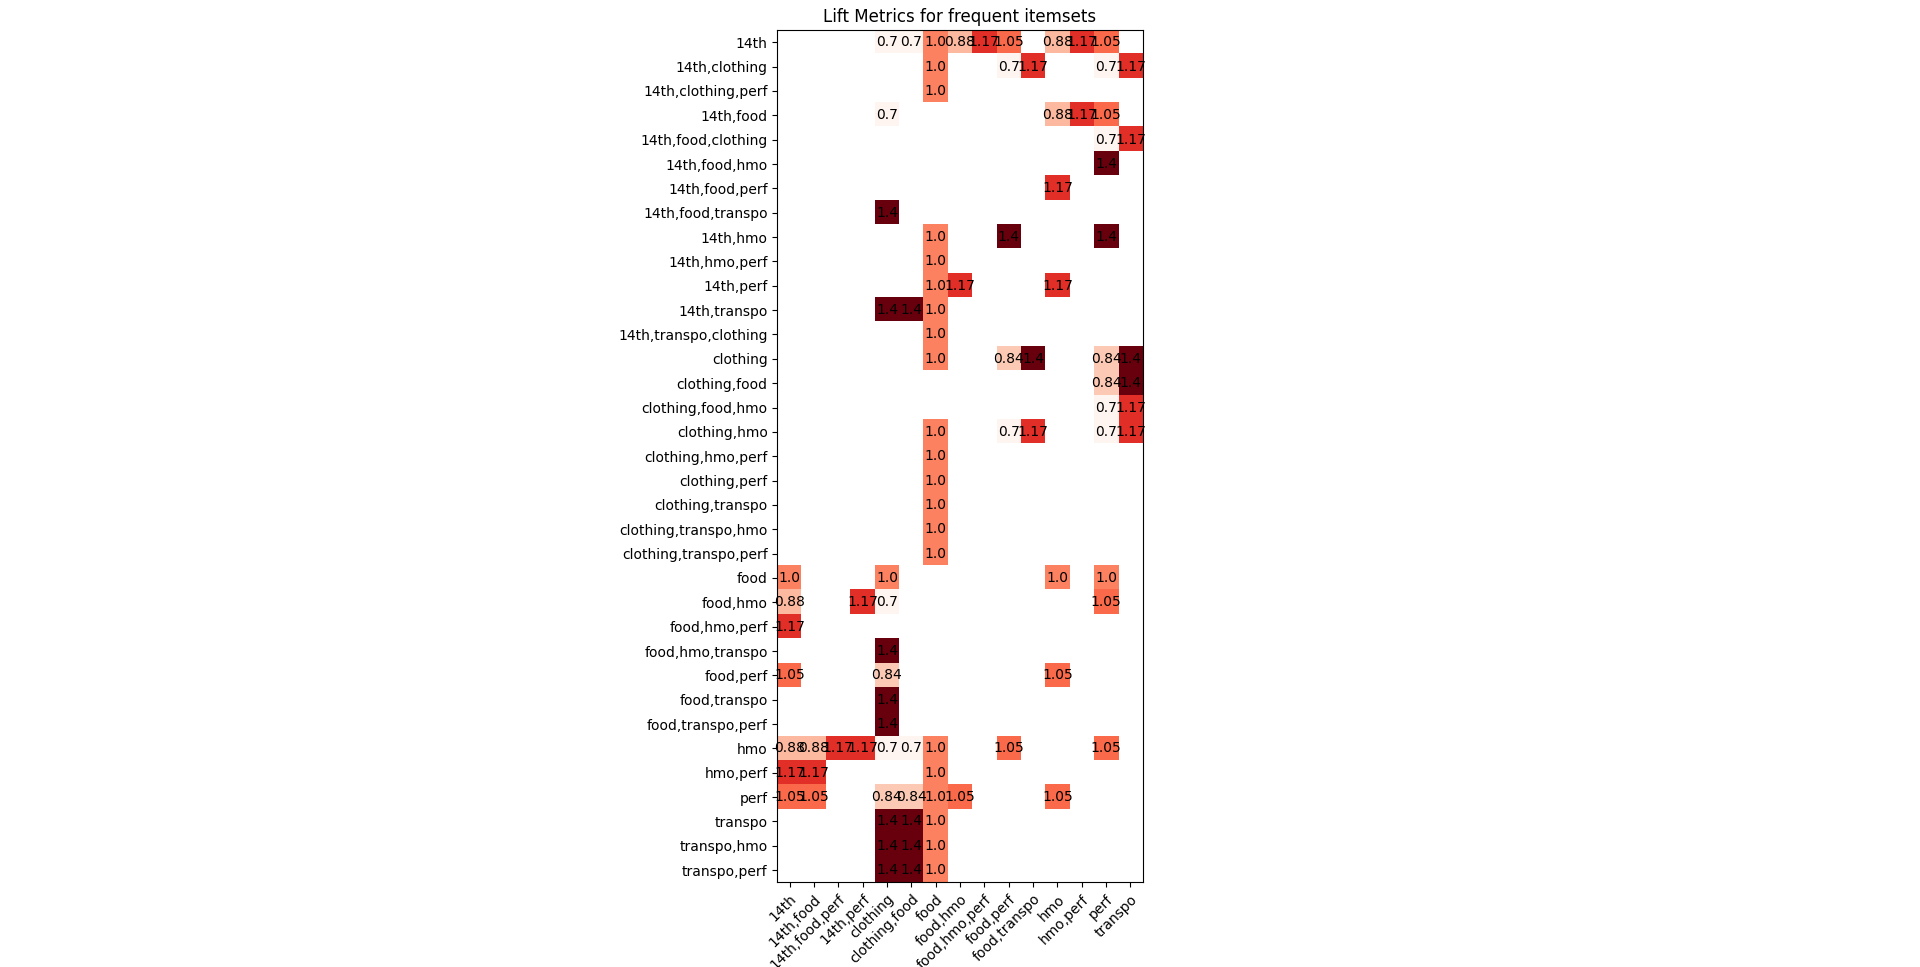 Lift Metrics for frequent itemsets
14th 0.7 0.7 1.0 0.88 1.17 1.05 0.88 1.17 1.05
14th,clothing 1.0 0.7 1.17 0.7 1.17
14th,clothing,perf 1.0
14th,food 0.7 0.88 1.17 1.05
14th,food,clothing 0.7 1.17
14th,food,hmo 1.4
14th,food,perf 1.17
14th,food,transpo 1.4
14th,hmo 1.0 1.4 1.4
14th,hmo,perf 1.0
14th,perf 1.0 1.17 1.17
14th,transpo 1.4 1.4 1.0
14th,transpo,clothing 1.0
clothing 1.0 0.84 1.4 0.84 1.4
clothing,food 0.84 1.4
clothing,food,hmo 0.7 1.17
clothing,hmo 1.0 0.7 1.17 0.7 1.17
clothing,hmo,perf 1.0
clothing,perf 1.0
clothing,transpo 1.0
clothing,transpo,hmo 1.0
clothing,transpo,perf 1.0
food 1.0 1.0 1.0 1.0
food,hmo 0.88 1.17 0.7 1.05
food,hmo,perf 1.17
food,hmo,transpo 1.4
food,perf 1.05 0.84 1.05
food,transpo 1.4
food,transpo,perf 1.4
hmo 0.88 0.88 1.17 1.17 0.7 0.7 1.0 1.05 1.05
hmo,perf 1.17 1.17 1.0
perf 1.05 1.05 0.84 0.84 1.0 1.05 1.05
transpo 1.4 1.4 1.0
transpo,hmo 1.4 1.4 1.0
transpo,perf 1.4 1.4 1.0
14th
14th,food
14th,food,perf
14th,perf
clothing
clothing,food
food
food,hmo
food,hmo,perf
food,perf
food,transpo
hmo
hmo,perf
perf
transpo